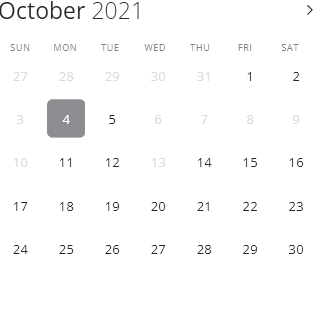 October 2021
SUN MON TUE WED THU FRI SAT
27 28 29 30 31 1 2
3 4 5 6 7 8 9
10 11 12 13 14 15 16
17 18 19 20 21 22 23
24 25 26 27 28 29 30